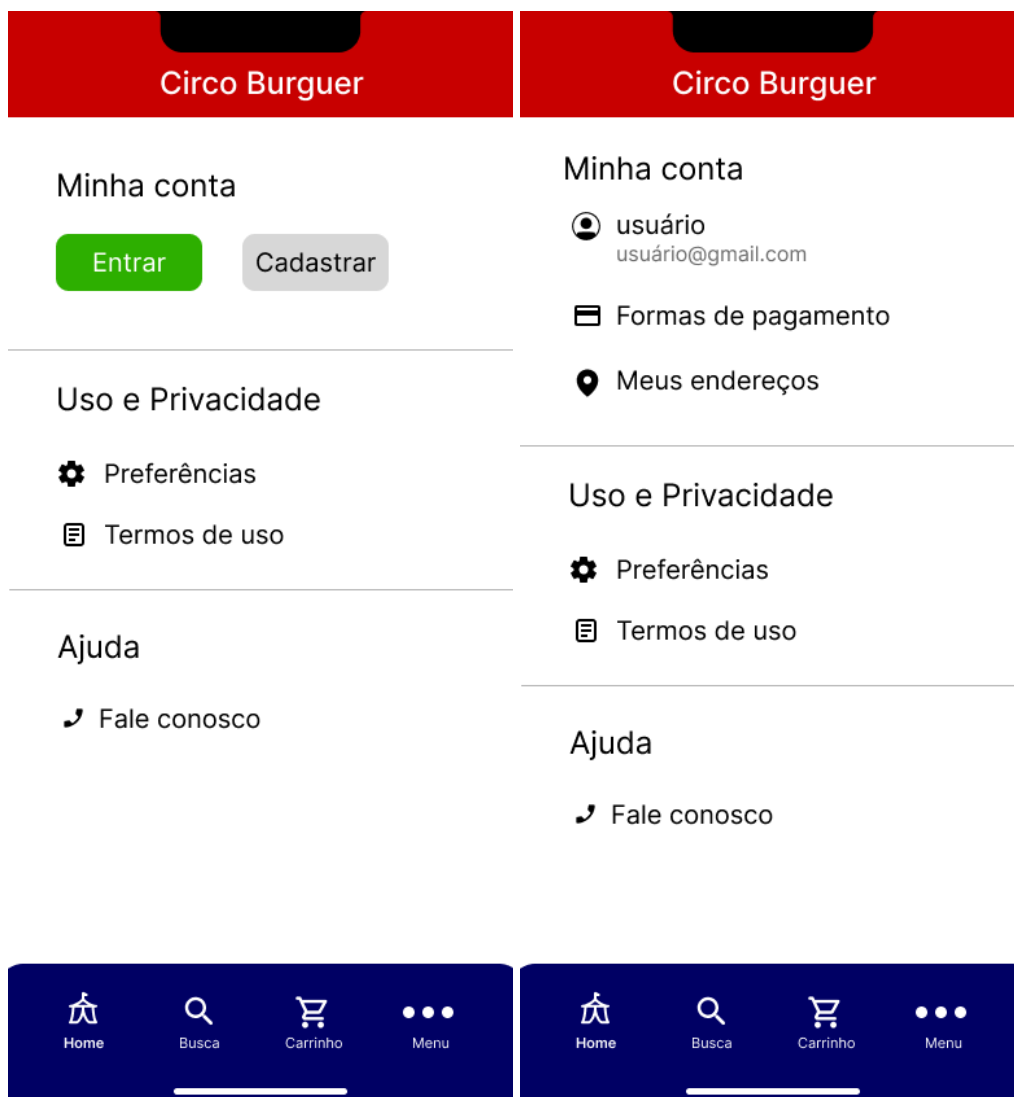 Circo Burguer
Minha conta
Entrar
Cadastrar
Uso e Privacidade
Preferências
Termos de uso
Ajuda
Fale conosco
Home
Busca
Carrinho
Menu
Circo Burguer
Minha conta
usuário
usuário@gmail.com
Formas de pagamento
Meus endereços
Uso e Privacidade
Preferências
Termos de uso
Ajuda
Fale conosco
Home
Busca
Carrinho
Menu